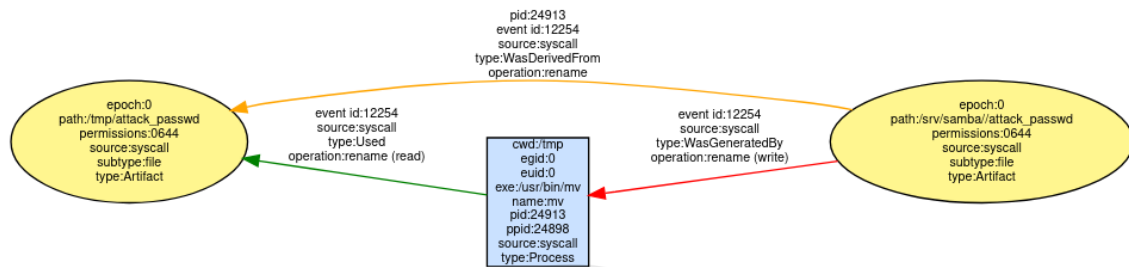 pid:24913
event id:12254
source:syscall
type:WasDerivedFrom
operation:rename
epoch:0
path:/tmp/attack_passwd
permissions:0644
source:syscall
subtype:file
type:Artifact
event id:12254
source:syscall
type:Used
operation:rename (read)
cwd:/tmp
egid:0
euid:0
exe:/usr/bin/mv
name:mv
pid:24913
ppid:24898
source:syscall
type:Process
event id:12254
source:syscall
type:WasGeneratedBy
operation:rename (write)
epoch:0
path:/srv/samba//attack_passwd
permissions:0644
source:syscall
subtype:file
type:Artifact